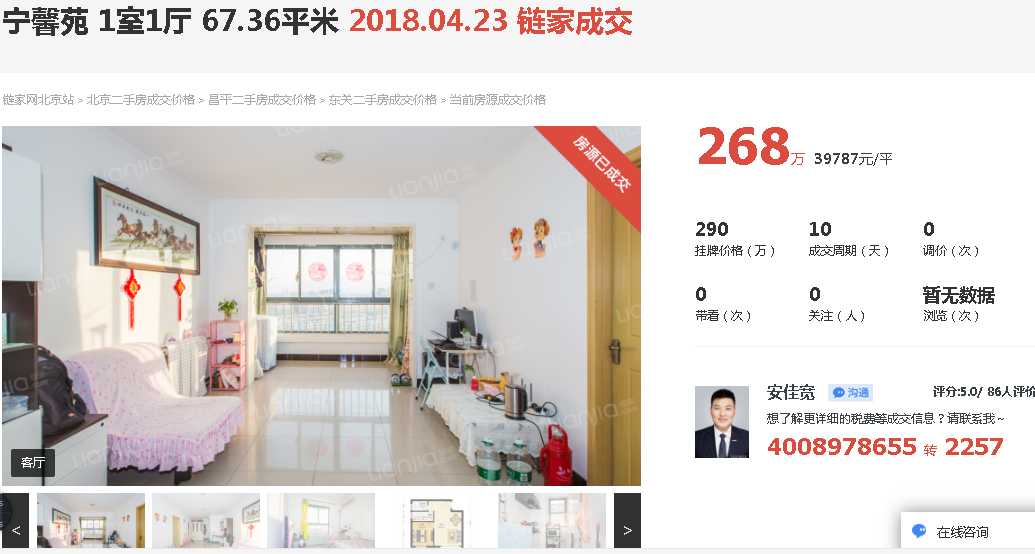 宁馨苑 1室1厅 67.36平米 2018.04.23 链家成交
链家网北京站 > 北京二手房成交价格 > 昌平二手房成交价格 > 东关二手房成交价格 > 当前房源成交价格
房源已成交
Lianjia
客厅
<
>
268万 39787元/平
290 10 0
挂牌价格（万） 成交周期（天） 调价（次）
0 0 暂无数据
带看（次） 关注（人） 浏览（次）
安佳宽 沟通 评分:5.0/ 86人评价
想了解更详细的税费等成交信息？请联系我~
4008978655 转 2257
在线咨询